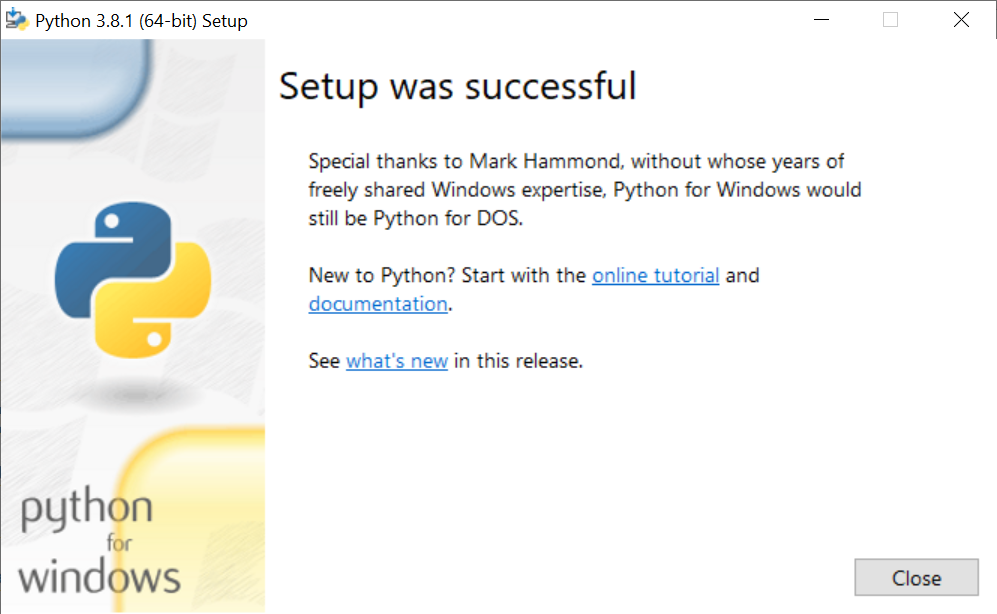 Python 3.8.1 (64-bit) Setup
Setup was successful
Special thanks to Mark Hammond, without whose years of
freely shared Windows expertise, Python for Windows would
still be Python for DOS.
New to Python? Start with the online tutorial and
documentation.
See what's new in this release.
python
for
windows
Close